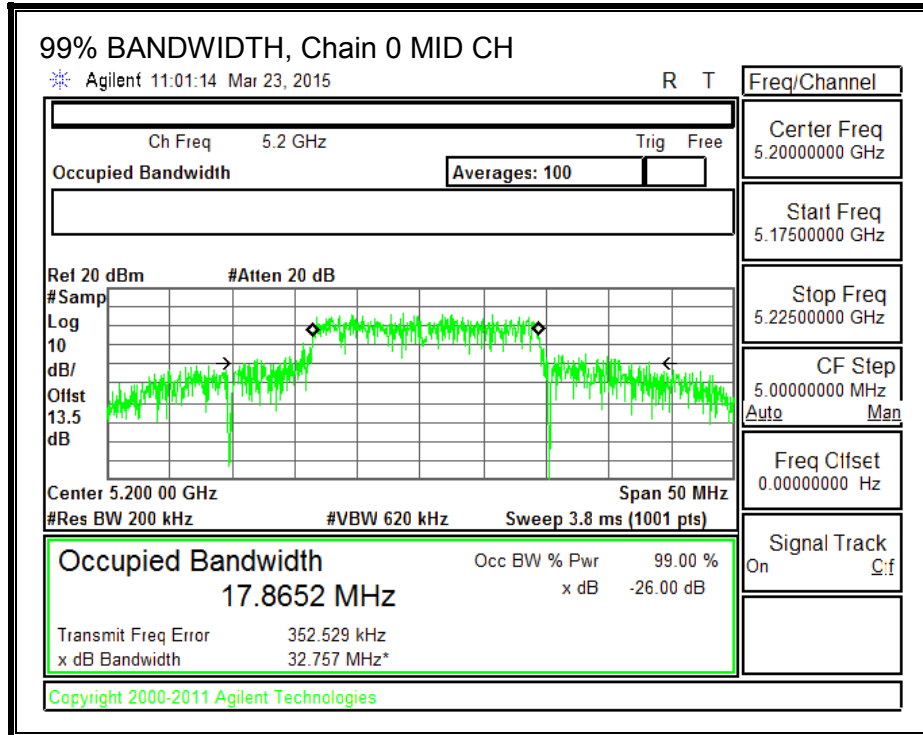 99% BANDWIDTH, Chain 0 MID CH
Agilent 11:01:14 Mar 23, 2015 R T
Ch Freq 5.2 GHz Trig Free
Occupied Bandwidth Averages: 100
Ref 20 dBm #Atten 20 dB
#Samp
Log
10
dB/
Offst
13.5
dB
Center 5.200 00 GHz Span 50 MHz
#Res BW 200 kHz #VBW 620 kHz Sweep 3.8 ms (1001 pts)
Occupied Bandwidth Occ BW % Pwr 99.00 %
17.8652 MHz x dB -26.00 dB
Transmit Freq Error 352.529 kHz
x dB Bandwidth 32.757 MHz*
Copyright 2000-2011 Agilent Technologies
Freq/Channel
Center Freq
5.20000000 GHz
Start Freq
5.17500000 GHz
Stop Freq
5.22500000 GHz
CF Step
5.00000000 MHz
Auto Man
Freq Offset
0.00000000 Hz
Signal Track
On Off